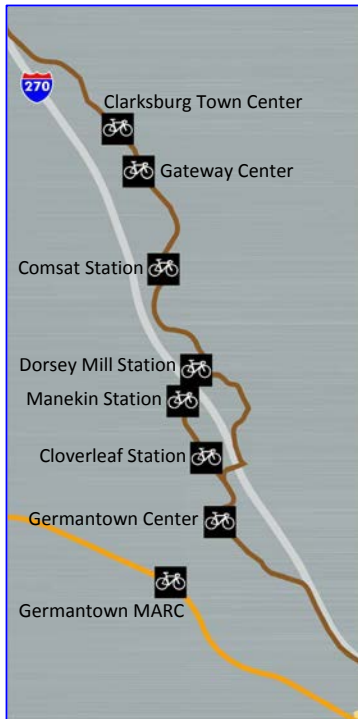 270
Clarksburg Town Center
Gateway Center
Comsat Station
Dorsey Mill Station
Manekin Station
Cloverleaf Station
Germantown Center
Germantown MARC